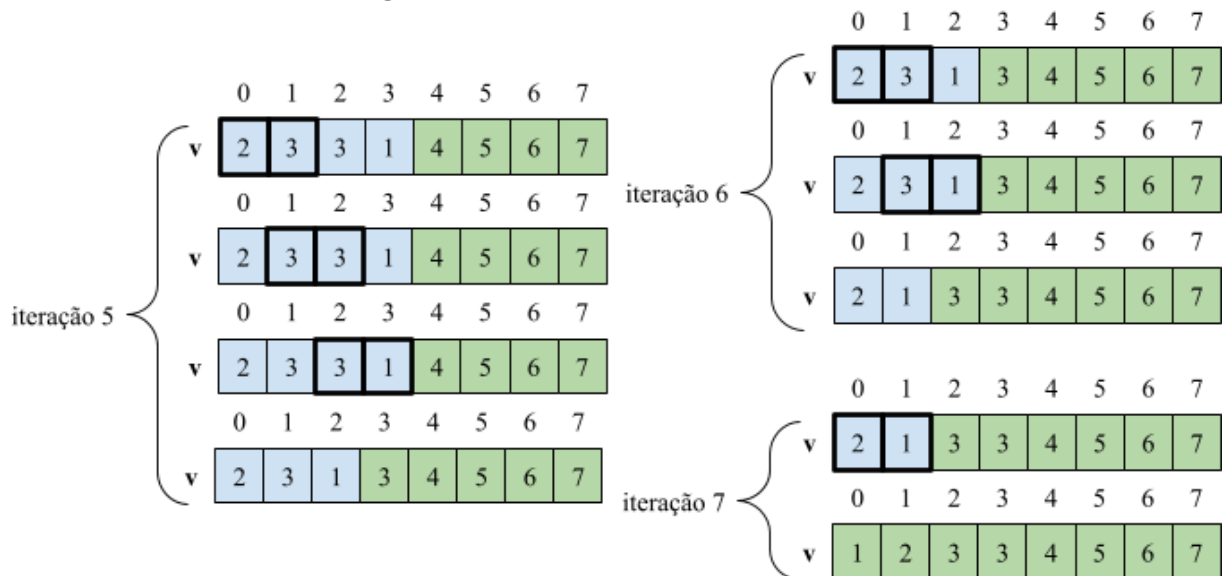 0 1 2 3 4 5 6 7
v 2 3 3 1 4 5 6 7
0 1 2 3 4 5 6 7
v 2 3 3 1 4 5 6 7
iteração 5
0 1 2 3 4 5 6 7
v 2 3 3 1 4 5 6 7
0 1 2 3 4 5 6 7
v 2 3 1 3 4 5 6 7
0 1 2 3 4 5 6 7
v 2 3 1 3 4 5 6 7
0 1 2 3 4 5 6 7
iteração 6
v 2 3 1 3 4 5 6 7
0 1 2 3 4 5 6 7
v 2 1 3 3 4 5 6 7
0 1 2 3 4 5 6 7
v 2 1 3 3 4 5 6 7
iteração 7
0 1 2 3 4 5 6 7
v 1 2 3 3 4 5 6 7